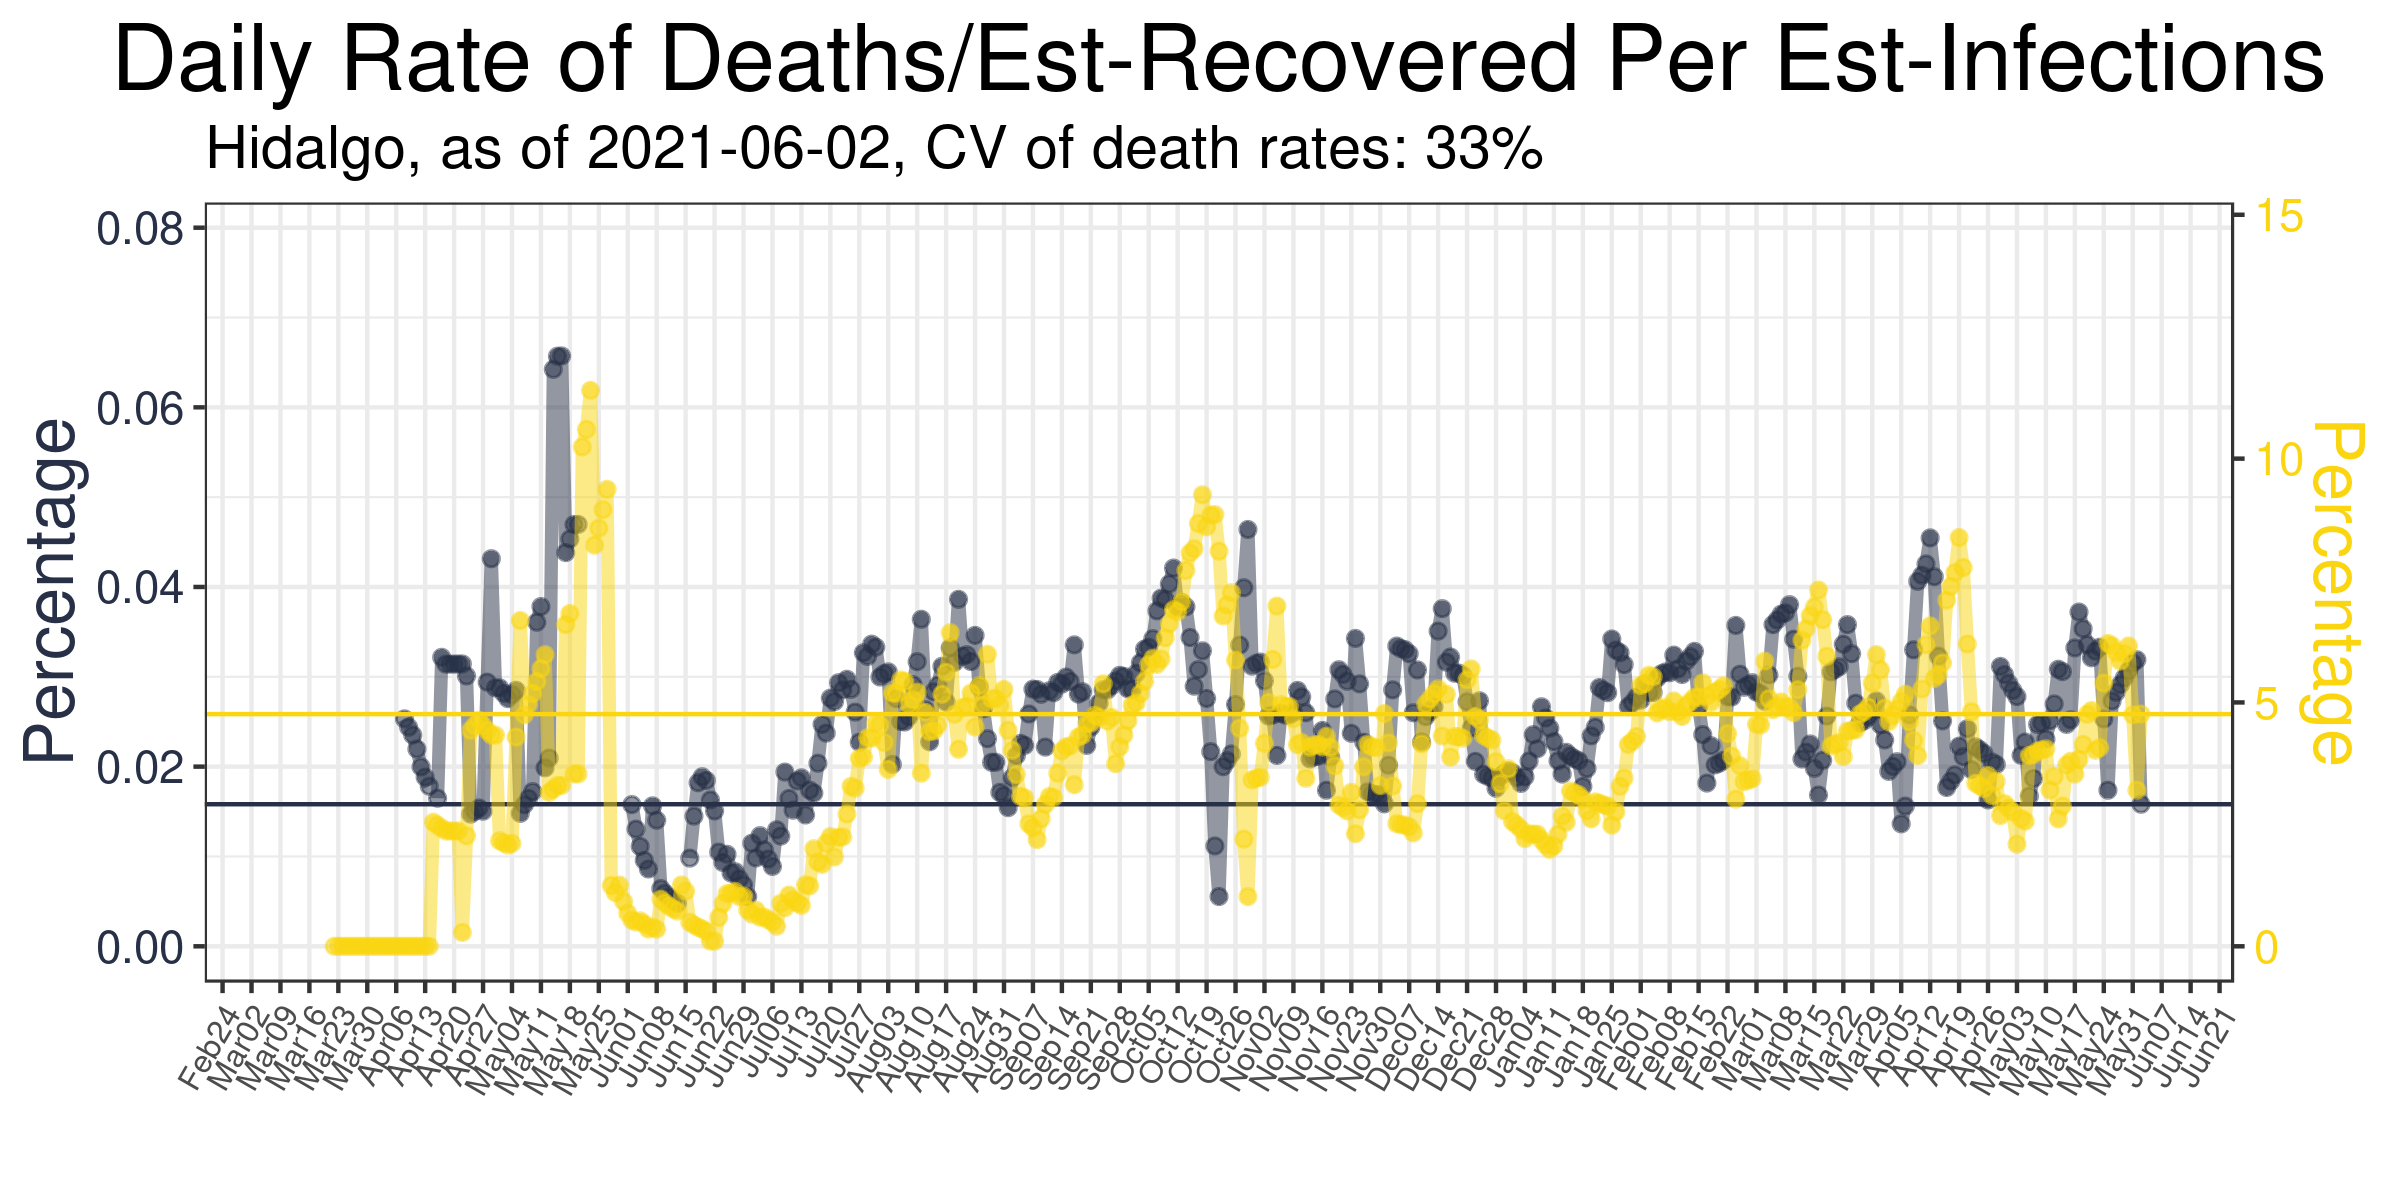 Daily Rate of Deaths/Est-Recovered Per Est-Infections
Hidalgo, as of 2021-06-02, CV of death rates: 33%
Percentage
0.08
0.06
0.04
0.02
0.00
15
10
5
0
Percentage
Feb24
Mar02
Mar09
Mar16
Mar23
Mar30
Apr06
Apr13
Apr20
Apr27
May04
May11
May18
May25
Jun01
Jun08
Jun15
Jun22
Jun29
Jul06
Jul13
Jul20
Jul27
Aug03
Aug10
Aug17
Aug24
Aug31
Sep07
Sep14
Sep21
Sep28
Oct05
Oct12
Oct19
Oct26
Nov02
Nov09
Nov16
Nov23
Nov30
Dec07
Dec14
Dec21
Dec28
Jan04
Jan11
Jan18
Jan25
Feb01
Feb08
Feb15
Feb22
Mar01
Mar08
Mar15
Mar22
Mar29
Apr05
Apr12
Apr19
Apr26
May03
May10
May17
May24
May31
Jun07
Jun14
Jun21